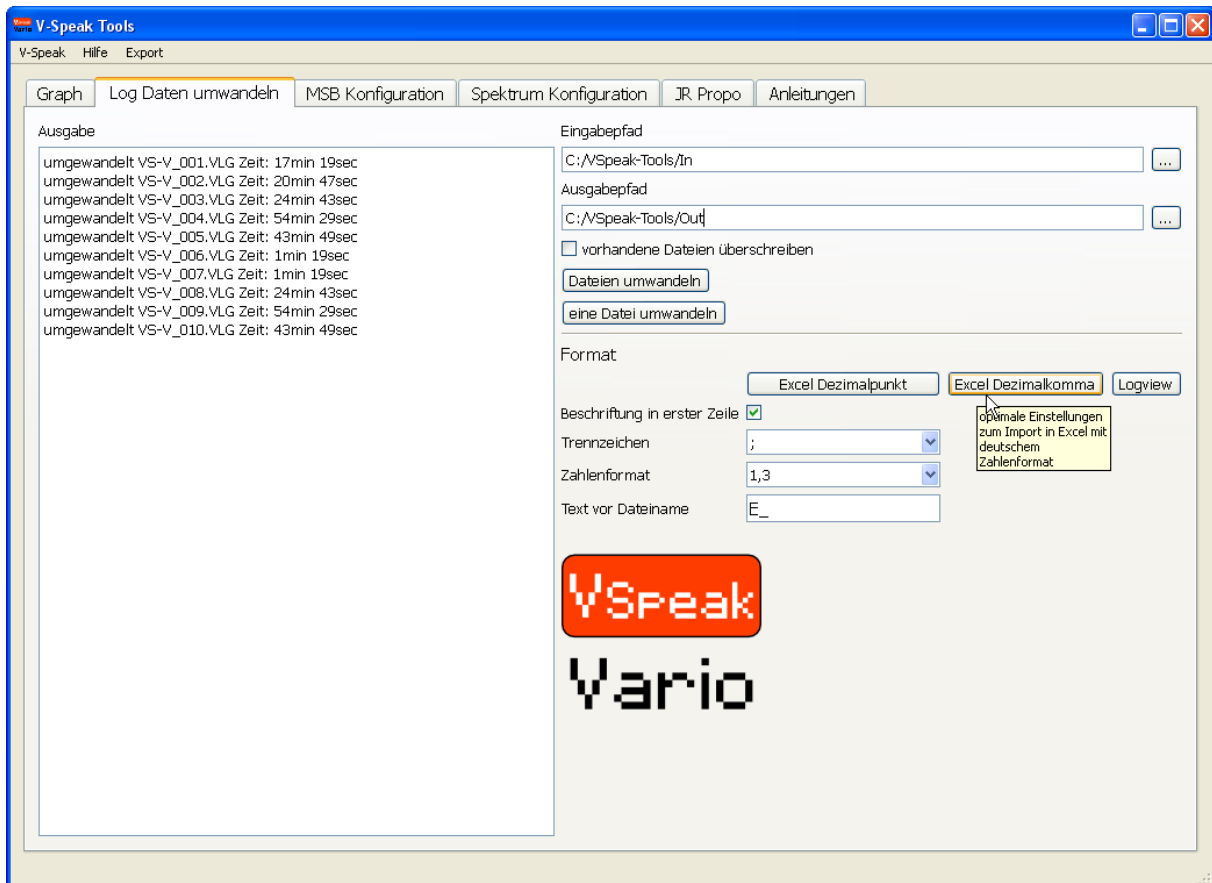 V-Speak Tools
V-Speak Hilfe Export
Graph Log Daten umwandeln MSB Konfiguration Spektrum Konfiguration JR Propo Anleitungen
Ausgabe
umgewandelt VS-V_001.VLG Zeit: 17min 19sec
umgewandelt VS-V_002.VLG Zeit: 20min 47sec
umgewandelt VS-V_003.VLG Zeit: 24min 43sec
umgewandelt VS-V_004.VLG Zeit: 54min 29sec
umgewandelt VS-V_005.VLG Zeit: 43min 49sec
umgewandelt VS-V_006.VLG Zeit: 1min 19sec
umgewandelt VS-V_007.VLG Zeit: 1min 19sec
umgewandelt VS-V_008.VLG Zeit: 24min 43sec
umgewandelt VS-V_009.VLG Zeit: 54min 29sec
umgewandelt VS-V_010.VLG Zeit: 43min 49sec
Eingabepfad
C:/VSpeak-Tools/In
...
Ausgabepfad
C:/VSpeak-Tools/Out
...
vorhandene Dateien überschreiben
Dateien umwandeln
eine Datei umwandeln
Format
Excel Dezimalpunkt Excel Dezimalkomma Logview
Beschriftung in erster Zeile
optimale Einstellungen
zum Import in Excel mit
deutschem
Zahlenformat
Trennzeichen ;
Zahlenformat 1,3
Text vor Dateiname E_
VSpeak
Vario